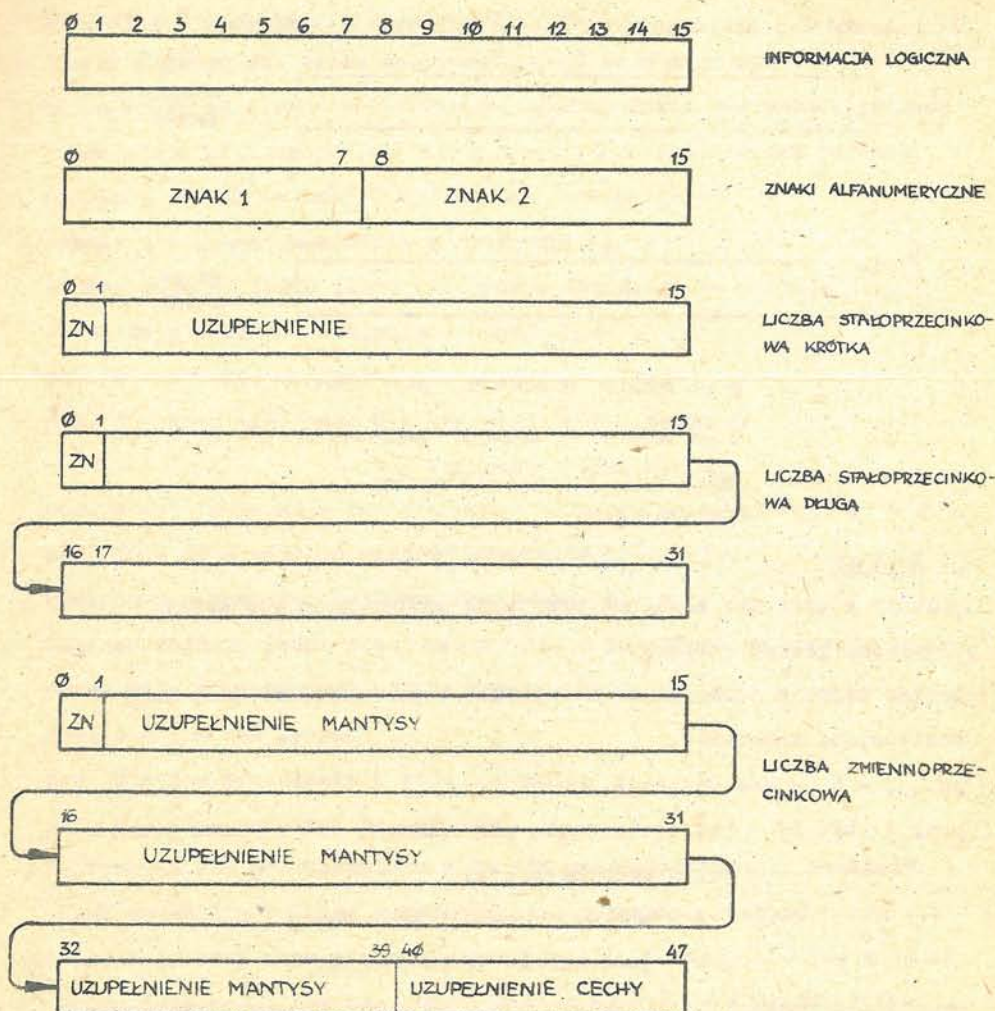 Ø 1 2 3 4 5 6 7 8 9 1Ø 11 12 13 14 15
INFORMACJA LOGICZNA
Ø 7 8 15
ZNAK 1 ZNAK 2
ZNAKI ALFANUMERYCZNE
Ø 1 15
ZN UZUPEŁNIENIE
LICZBA STAŁOPRZECINKO-
WA KRÓTKA
Ø 1 15
ZN
LICZBA STAŁOPRZECINKO-
WA DŁUGA
16 17 31
Ø 1 15
ZN UZUPEŁNIENIE MANTYSY
LICZBA ZMIENNOPRZE-
CINKOWA
16 31
UZUPEŁNIENIE MANTYSY
32 39 4Ø 47
UZUPEŁNIENIE MANTYSY UZUPEŁNIENIE CECHY